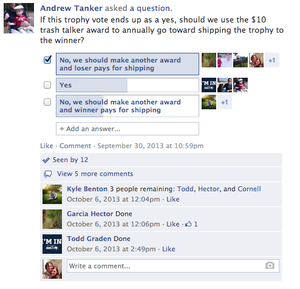 Andrew Tanker asked a question.
If this trophy vote ends up as a yes, should we use the $10
trash talker award to annually go toward shipping the trophy to
the winner?
No, we should make another award
and loser pays for shipping
+1
Yes
No, we should make another award
and winner pays for shipping
+1
+ Add an answer...
Like · Comment · September 30, 2013 at 10:59pm
Seen by 12
View 5 more comments
Kyle Benton 3 people remaining: Todd, Hector, and Cornell
October 6, 2013 at 12:04pm · Like
Garcia Hector Done
October 6, 2013 at 12:06pm · Like · 1
I'M IN
Todd Graden Done
October 6, 2013 at 2:49pm · Like
Write a comment...